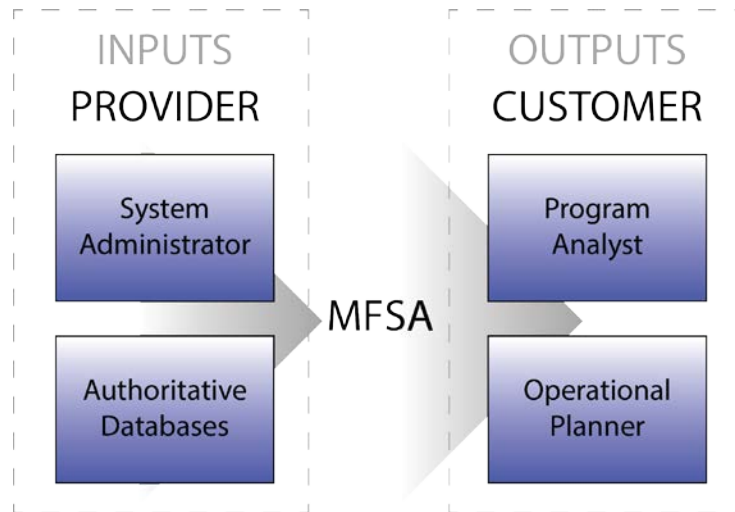 INPUTS
PROVIDER
System
Administrator
Authoritative
Databases
MFSA
OUTPUTS
CUSTOMER
Program
Analyst
Operational
Planner